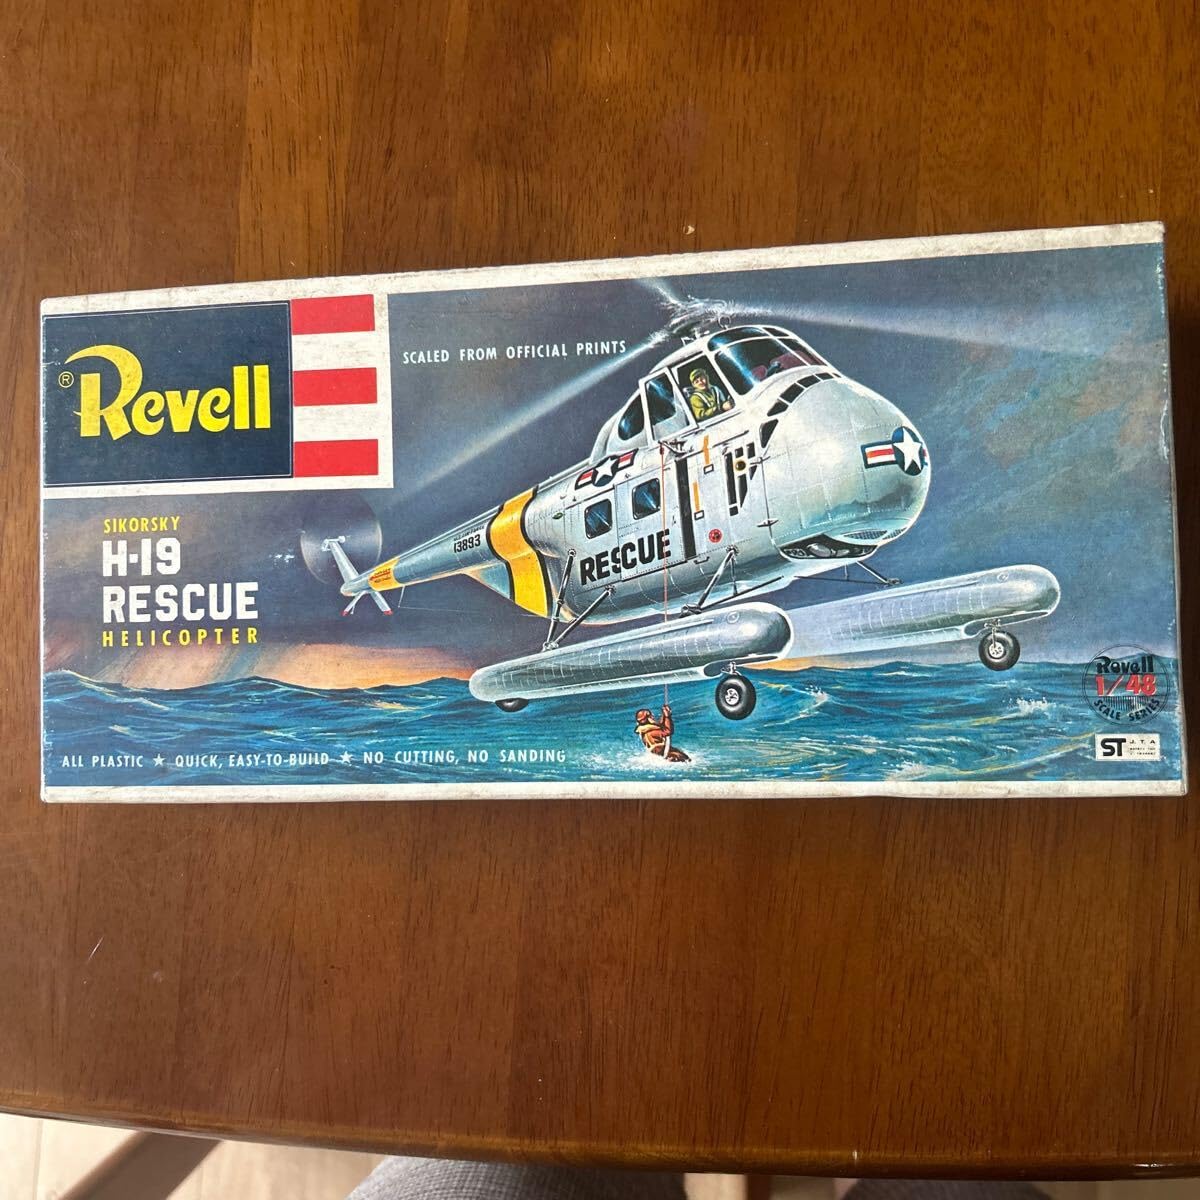 ® Revell
SCALED FROM OFFICIAL PRINTS
SIKORSKY
H-19
RESCUE
HELICOPTER
13893
RESCUE
Revell
1/48
SCALE SERIES
ST J.T.A
ALL PLASTIC ★ QUICK, EASY-TO-BUILD ★ NO CUTTING, NO SANDING